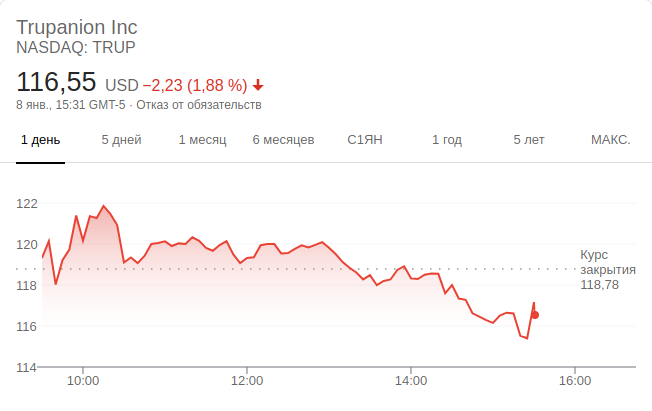 Trupanion Inc
NASDAQ: TRUP
116,55 USD −2,23 (1,88 %)
8 янв., 15:31 GMT-5 · Отказ от обязательств
1 день 5 дней 1 месяц 6 месяцев С1ЯН 1 год 5 лет МАКС.
122
120
Курс
закрытия
118,78
118
116
114
10:00 12:00 14:00 16:00